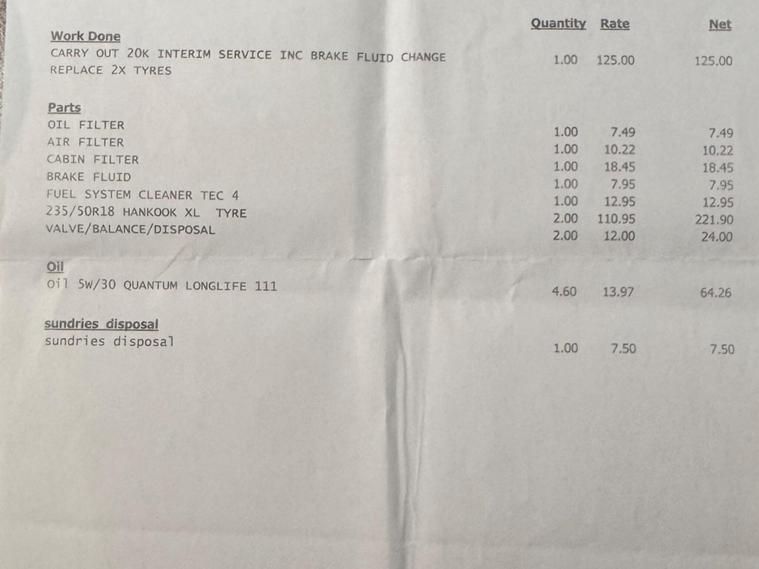 Quantity Rate Net
Work Done
CARRY OUT 20K INTERIM SERVICE INC BRAKE FLUID CHANGE 1.00 125.00 125.00
REPLACE 2X TYRES
Parts
OIL FILTER 1.00 7.49 7.49
AIR FILTER 1.00 10.22 10.22
CABIN FILTER 1.00 18.45 18.45
BRAKE FLUID 1.00 7.95 7.95
FUEL SYSTEM CLEANER TEC 4 1.00 12.95 12.95
235/50R18 HANKOOK XL TYRE 2.00 110.95 221.90
VALVE/BALANCE/DISPOSAL 2.00 12.00 24.00
Oil
Oil 5W/30 QUANTUM LONGLIFE 111 4.60 13.97 64.26
sundries disposal
sundries disposal 1.00 7.50 7.50